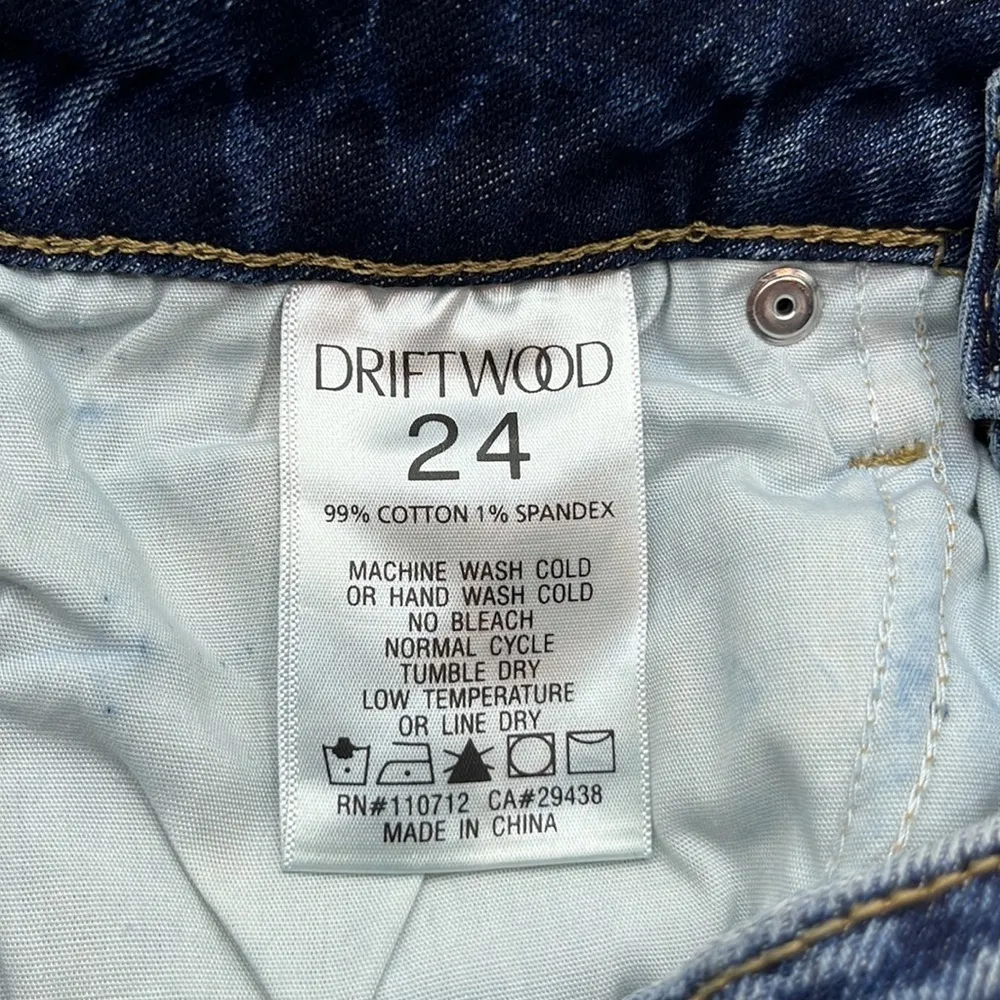 DRIFTWOOD
24
99% COTTON 1% SPANDEX
MACHINE WASH COLD
OR HAND WASH COLD
NO BLEACH
NORMAL CYCLE
TUMBLE DRY
LOW TEMPERATURE
OR LINE DRY
RN#110712 CA#29438
MADE IN CHINA